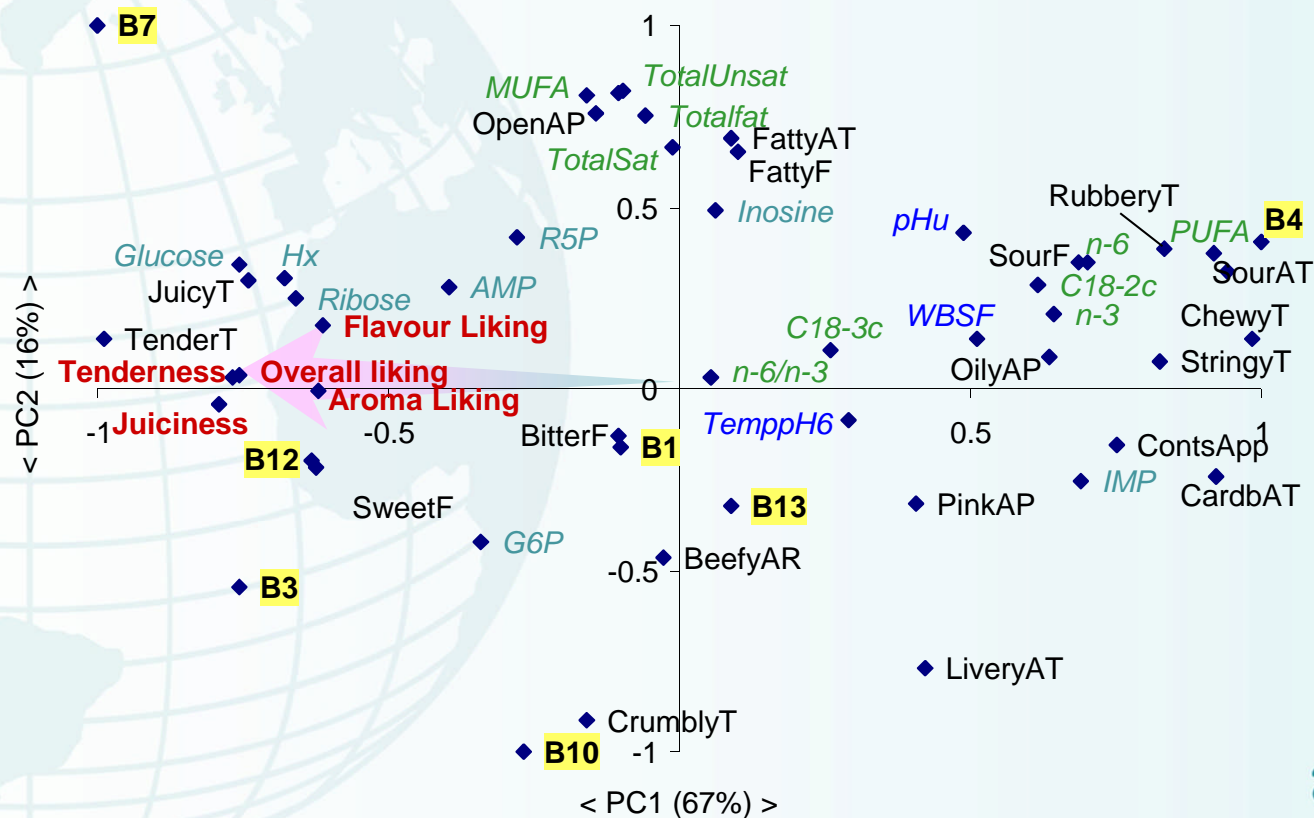 B7
1
MUFA
TotalUnsat
OpenAP
Totalfat
FattyAT
TotalSat
FattyF
RubberyT
0.5
Inosine
pHu
B4
R5P
SourF
n-6
PUFA
Glucose
Hx
SourAT
JuicyT
AMP
C18-2c
Ribose
n-3
ChewyT
Flavour Liking
C18-3c
WBSF
TenderT
StringyT
Tenderness
Overall liking
n-6/n-3
OilyAP
0
Aroma Liking
Juiciness
TemppH6
-1
-0.5
0.5
1
BitterF
B1
ContsApp
B12
IMP
CardbAT
SweetF
B13
PinkAP
G6P
BeefyAR
-0.5
B3
LiveryAT
CrumblyT
B10
-1
< PC2 (16%) >
< PC1 (67%) >